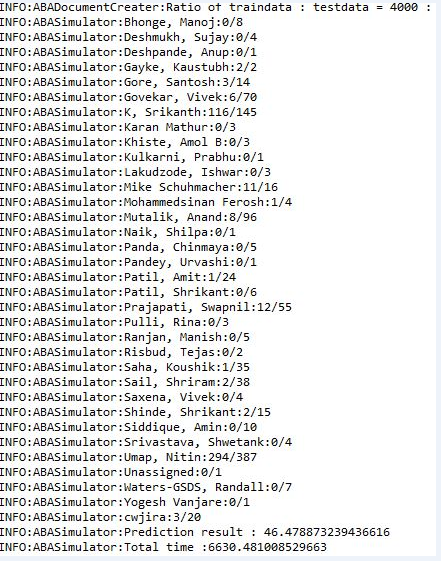 INFO:ABADocumentCreater:Ratio of traindata : testdata = 4000 :
INFO:ABASimulator:Bhonge, Manoj:0/8
INFO:ABASimulator:Deshmukh, Sujay:0/4
INFO:ABASimulator:Deshpande, Anup:0/1
INFO:ABASimulator:Gayke, Kaustubh:2/2
INFO:ABASimulator:Gore, Santosh:3/14
INFO:ABASimulator:Govekar, Vivek:6/70
INFO:ABASimulator:K, Srikanth:116/145
INFO:ABASimulator:Karan Mathur:0/3
INFO:ABASimulator:Khiste, Amol B:0/3
INFO:ABASimulator:Kulkarni, Prabhu:0/1
INFO:ABASimulator:Lakudzode, Ishwar:0/3
INFO:ABASimulator:Mike Schuhmacher:11/16
INFO:ABASimulator:Mohammedsinan Ferosh:1/4
INFO:ABASimulator:Mutalik, Anand:8/96
INFO:ABASimulator:Naik, Shilpa:0/1
INFO:ABASimulator:Panda, Chinmaya:0/5
INFO:ABASimulator:Pandey, Urvashi:0/1
INFO:ABASimulator:Patil, Amit:1/24
INFO:ABASimulator:Patil, Shrikant:0/6
INFO:ABASimulator:Prajapati, Swapnil:12/55
INFO:ABASimulator:Pulli, Rina:0/3
INFO:ABASimulator:Ranjan, Manish:0/5
INFO:ABASimulator:Risbud, Tejas:0/2
INFO:ABASimulator:Saha, Koushik:1/35
INFO:ABASimulator:Sail, Shriram:2/38
INFO:ABASimulator:Saxena, Vivek:0/4
INFO:ABASimulator:Shinde, Shrikant:2/15
INFO:ABASimulator:Siddique, Amin:0/10
INFO:ABASimulator:Srivastava, Shwetank:0/4
INFO:ABASimulator:Umap, Nitin:294/387
INFO:ABASimulator:Unassigned:0/1
INFO:ABASimulator:Waters-GSDS, Randall:0/7
INFO:ABASimulator:Yogesh Vanjare:0/1
INFO:ABASimulator:cwjira:3/20
INFO:ABASimulator:Prediction result : 46.478873239436616
INFO:ABASimulator:Total time :6630.481008529663